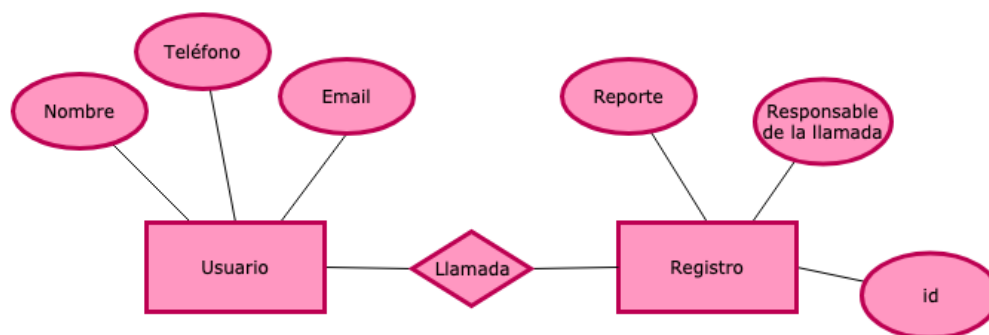 Teléfono
Nombre
Email
Reporte
Responsable
de la llamada
Usuario
Llamada
Registro
id